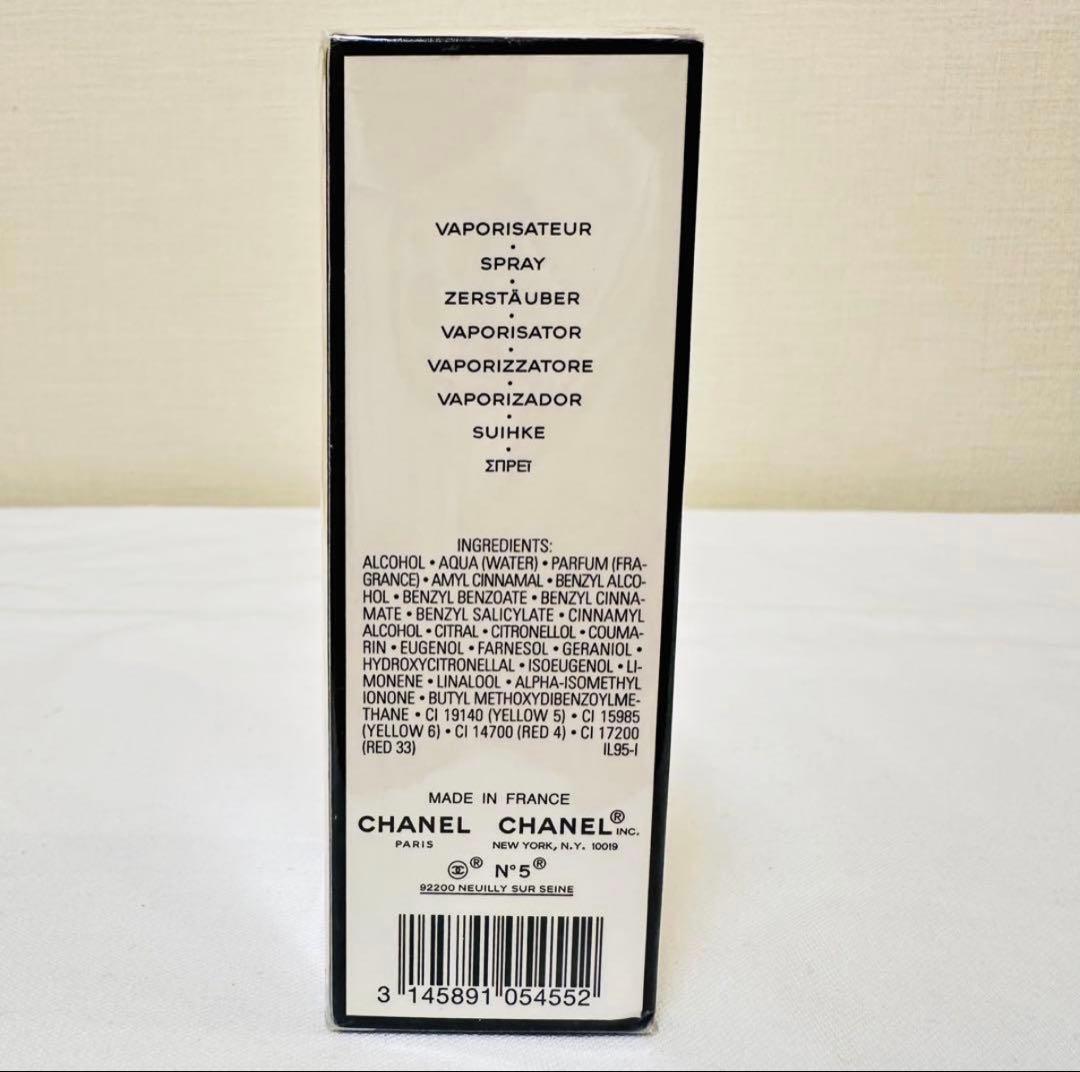 VAPORISATEUR
•
SPRAY
•
ZERSTÄUBER
•
VAPORISATOR
•
VAPORIZZATORE
•
VAPORIZADOR
•
SUIHKE
•
ΣΠΡΕΪ
INGREDIENTS:
ALCOHOL • AQUA (WATER) • PARFUM (FRA-
GRANCE) • AMYL CINNAMAL • BENZYL ALCO-
HOL • BENZYL BENZOATE • BENZYL CINNA-
MATE • BENZYL SALICYLATE • CINNAMYL
ALCOHOL • CITRAL • CITRONELLOL • COUMA-
RIN • EUGENOL • FARNESOL • GERANIOL •
HYDROXYCITRONELLAL • ISOEUGENOL • LI-
MONENE • LINALOOL • ALPHA-ISOMETHYL
IONONE • BUTYL METHOXYDIBENZOYLME-
THANE • CI 19140 (YELLOW 5) • CI 15985
(YELLOW 6) • CI 14700 (RED 4) • CI 17200
(RED 33) IL95-I
MADE IN FRANCE
CHANEL CHANEL® INC.
PARIS NEW YORK, N.Y. 10019
® N°5®
92200 NEUILLY SUR SEINE
3 145891 054552